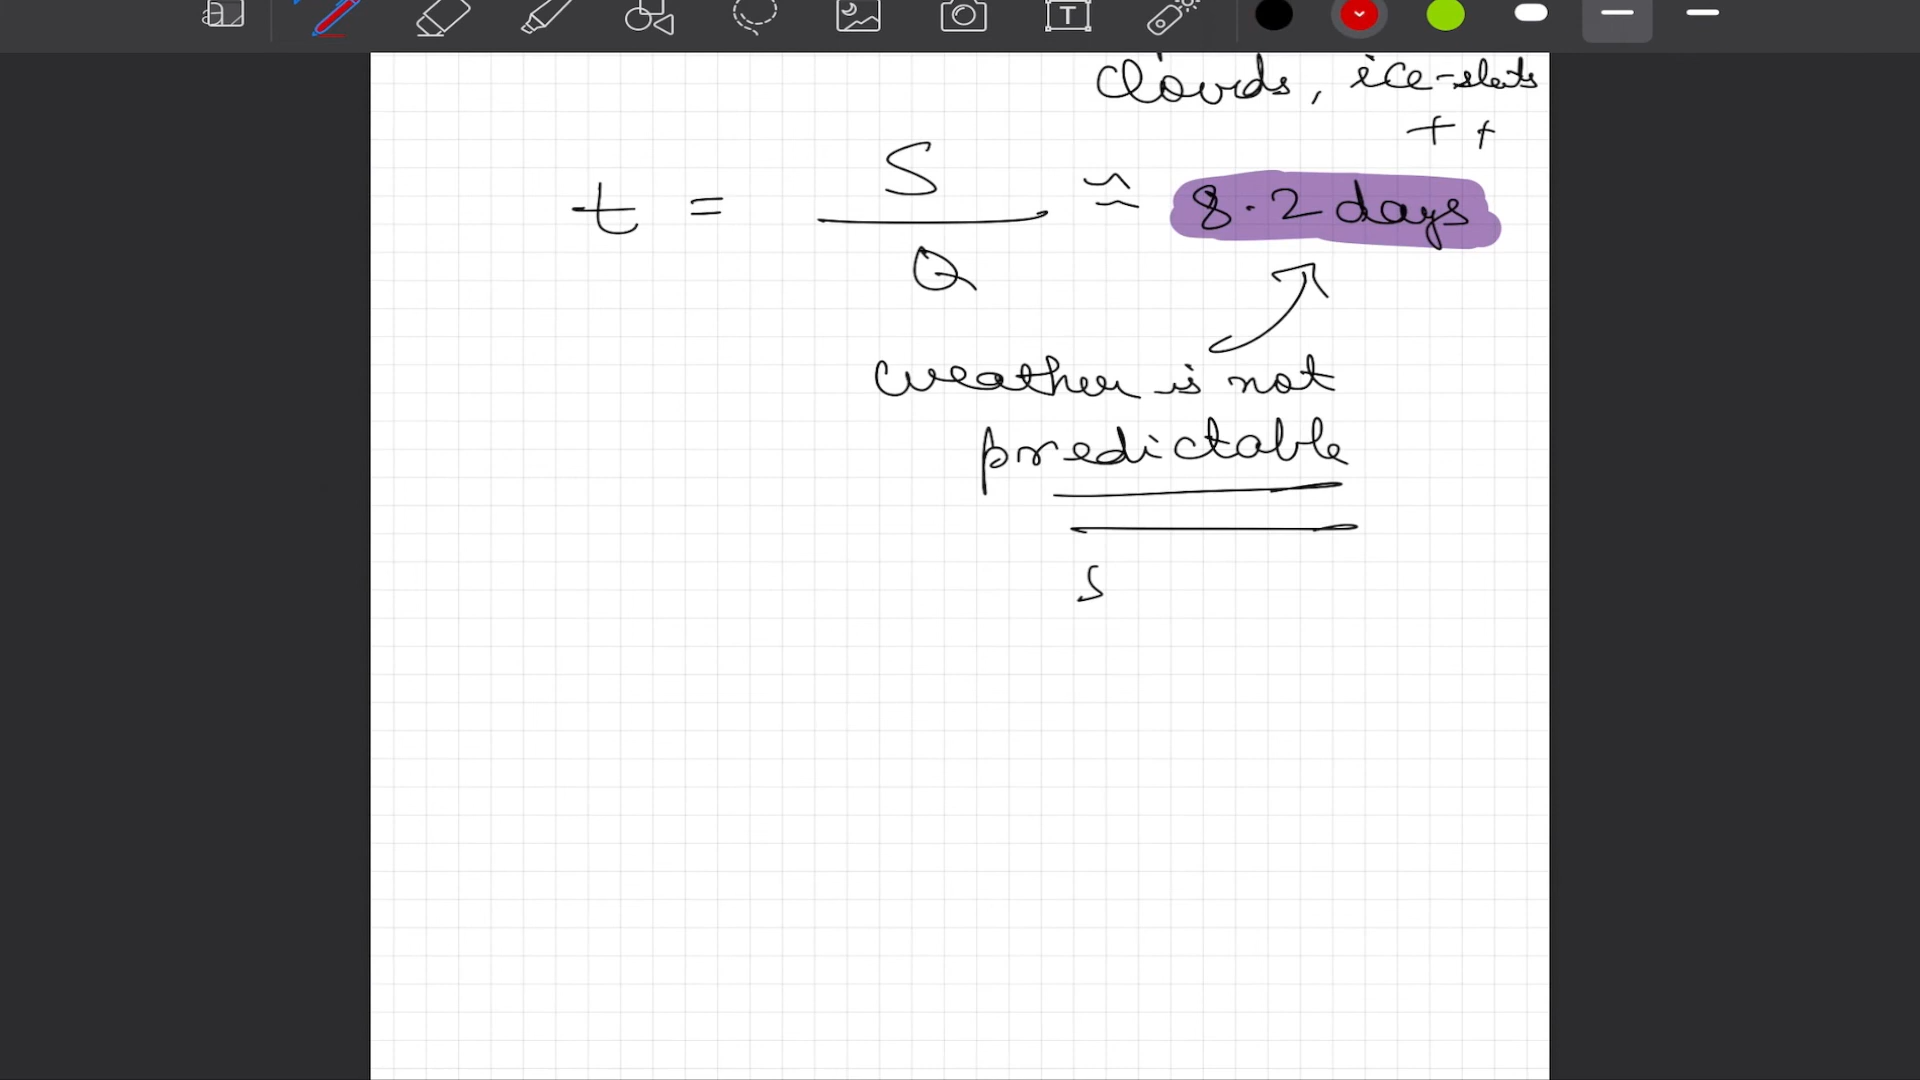 clouds, ice-slats
++
t = S / Q ≈ 8.2 days
weather is not
predictable
S